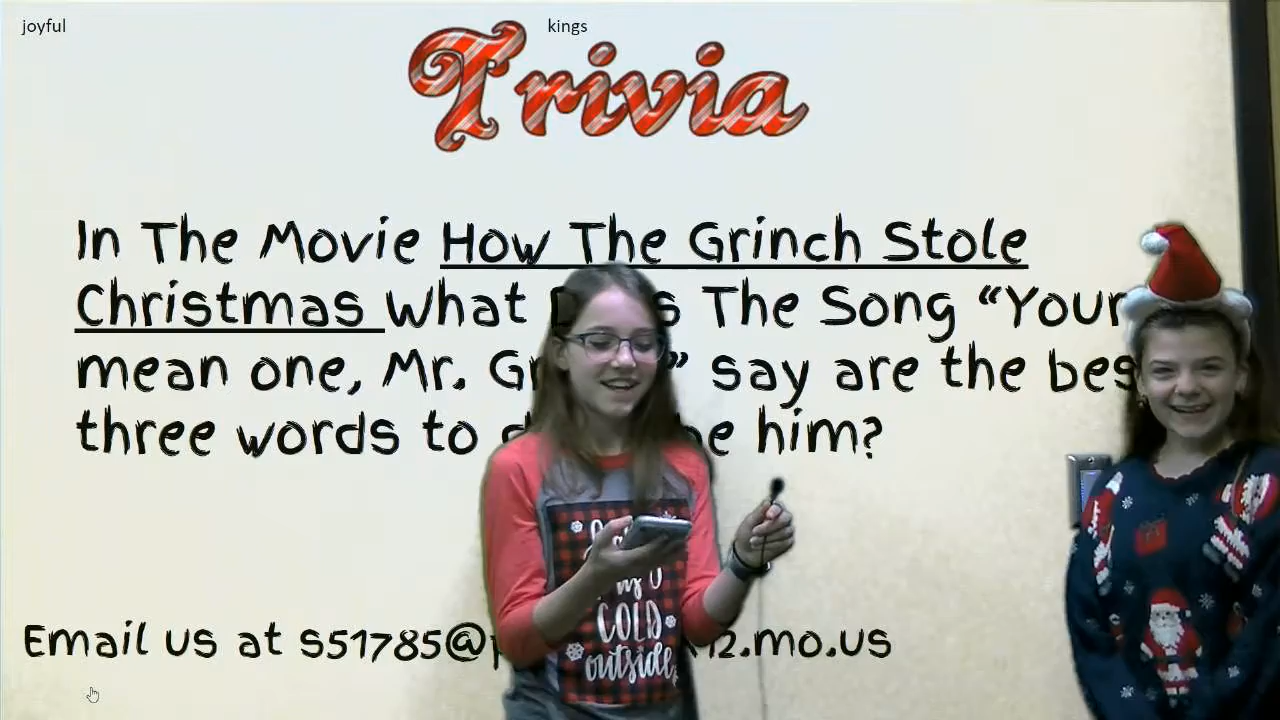 joyful kings
Trivia
In The Movie How The Grinch Stole
Christmas What s The Song “Your
mean one, Mr. Gr ” say are the bes
three words to him?
COLD
outside
Email us at s51785@ 12.mo.us